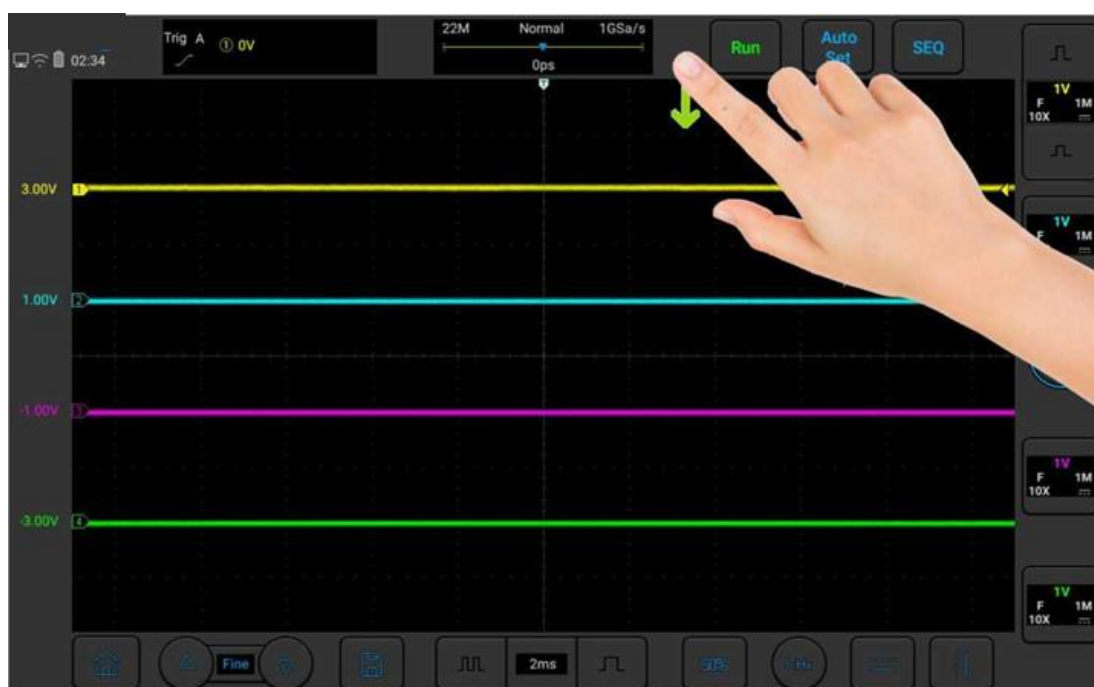 22M Normal 1GSa/s
Trig A ① 0V
Run
Auto
Set
SEQ
02:34
0ps
1V
F 1M
10X
3.00V 1
1V
F 1M
1.00V 2
-1.00V 3
1V
F 1M
10X
-3.00V 4
1V
F 1M
10X
Fine
2ms
50%